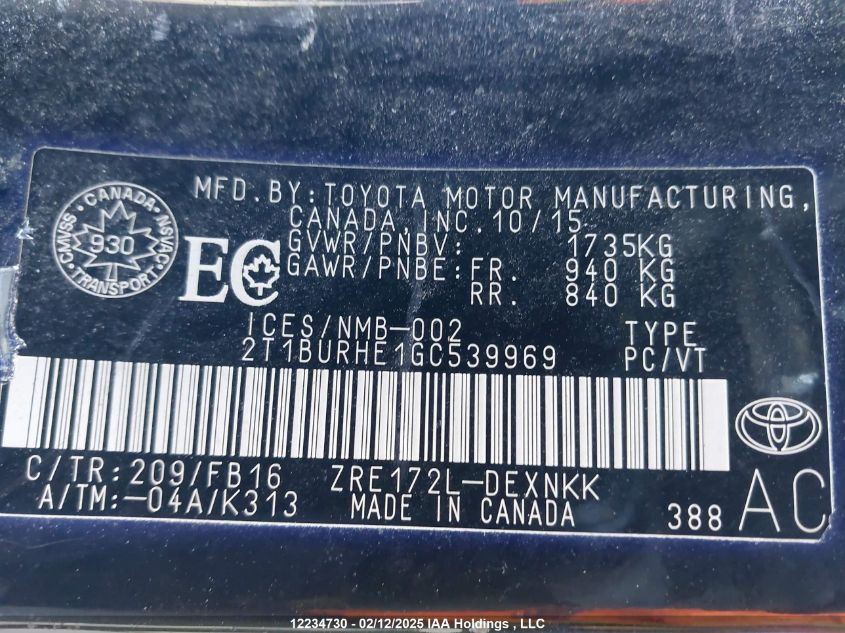 MFD. BY: TOYOTA MOTOR MANUFACTURING,
CANADA, INC. 10/15
GVWR/PNBV: 1735KG
GAWR/PNBE: FR. 940 KG
RR. 840 KG
CANADA · NSVAC · TRANSPORT · CMVSS
930
EC
ICES/NMB-002 TYPE
2T1BURHE1GC539969 PC/VT
C/TR: 209/FB16 ZRE172L-DEXNKK
A/TM: -04A/K313 MADE IN CANADA 388 AC
12234730 - 02/12/2025 IAA Holdings , LLC